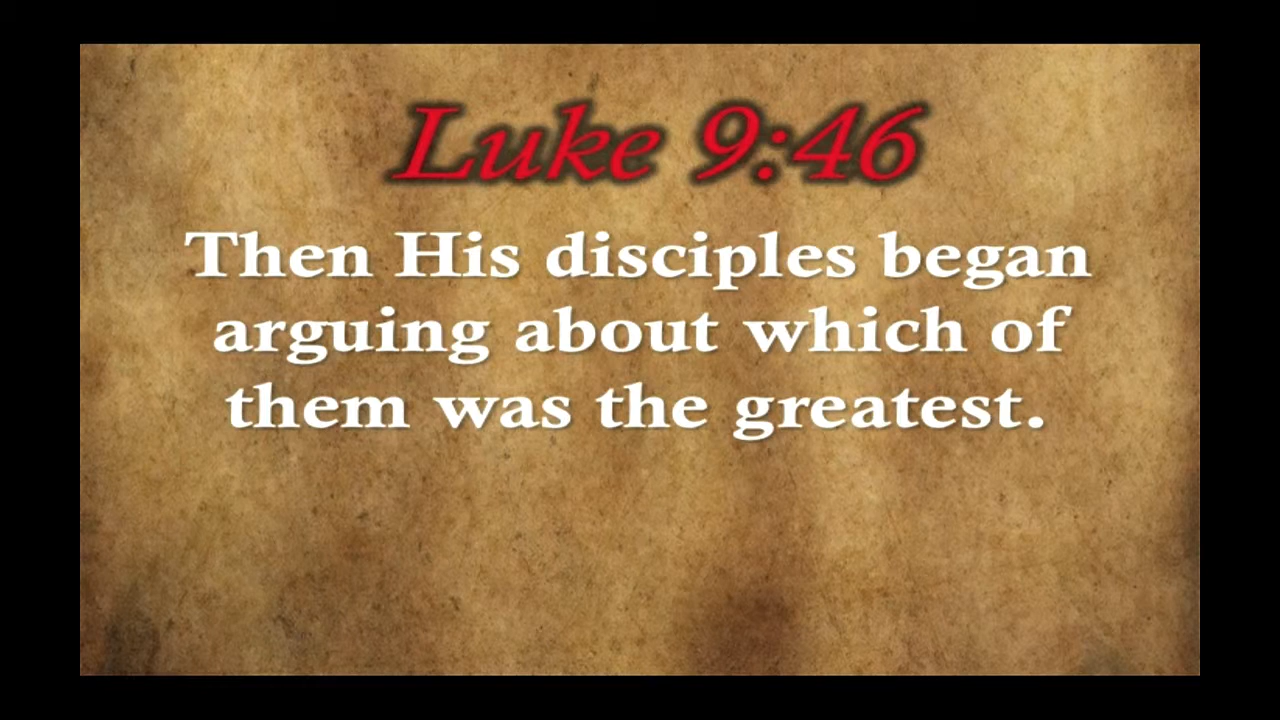 Luke 9:46
Then His disciples began
arguing about which of
them was the greatest.